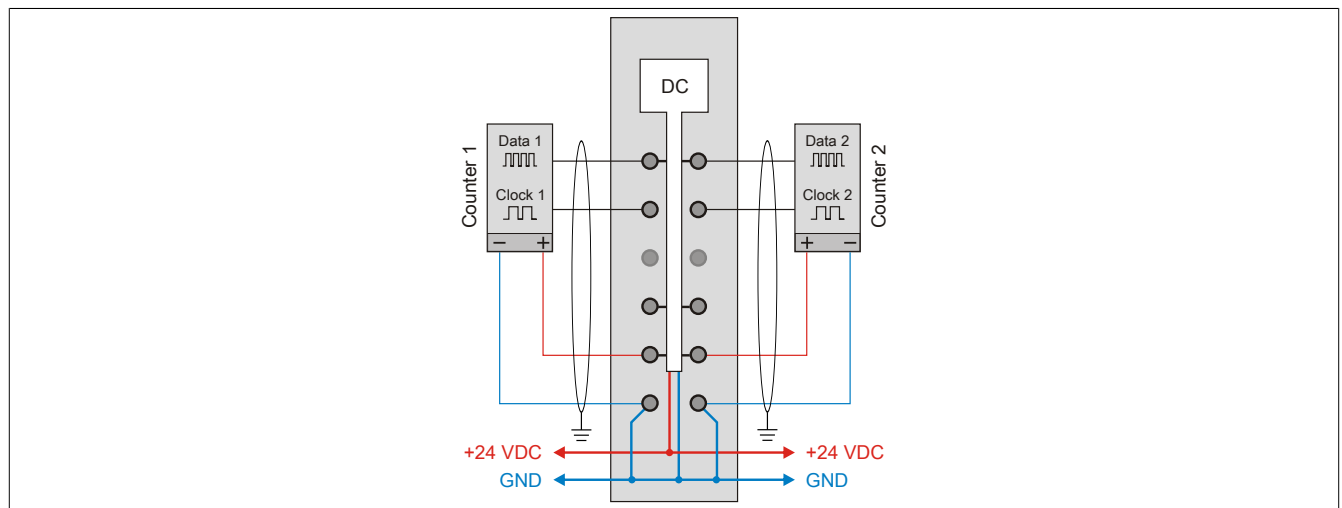 DC
Counter 1
Data 1
Clock 1
− +
Data 2
Clock 2
+ −
Counter 2
+24 VDC
+24 VDC
GND
GND